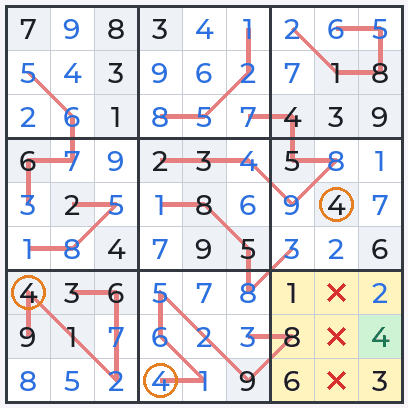 7 9 8 3 4 1 2 6 5
5 4 3 9 6 2 7 1 8
2 6 1 8 5 7 4 3 9
6 7 9 2 3 4 5 8 1
3 2 5 1 8 6 9 4 7
1 8 4 7 9 5 3 2 6
4 3 6 5 7 8 1 × 2
9 1 7 6 2 3 8 × 4
8 5 2 4 1 9 6 × 3